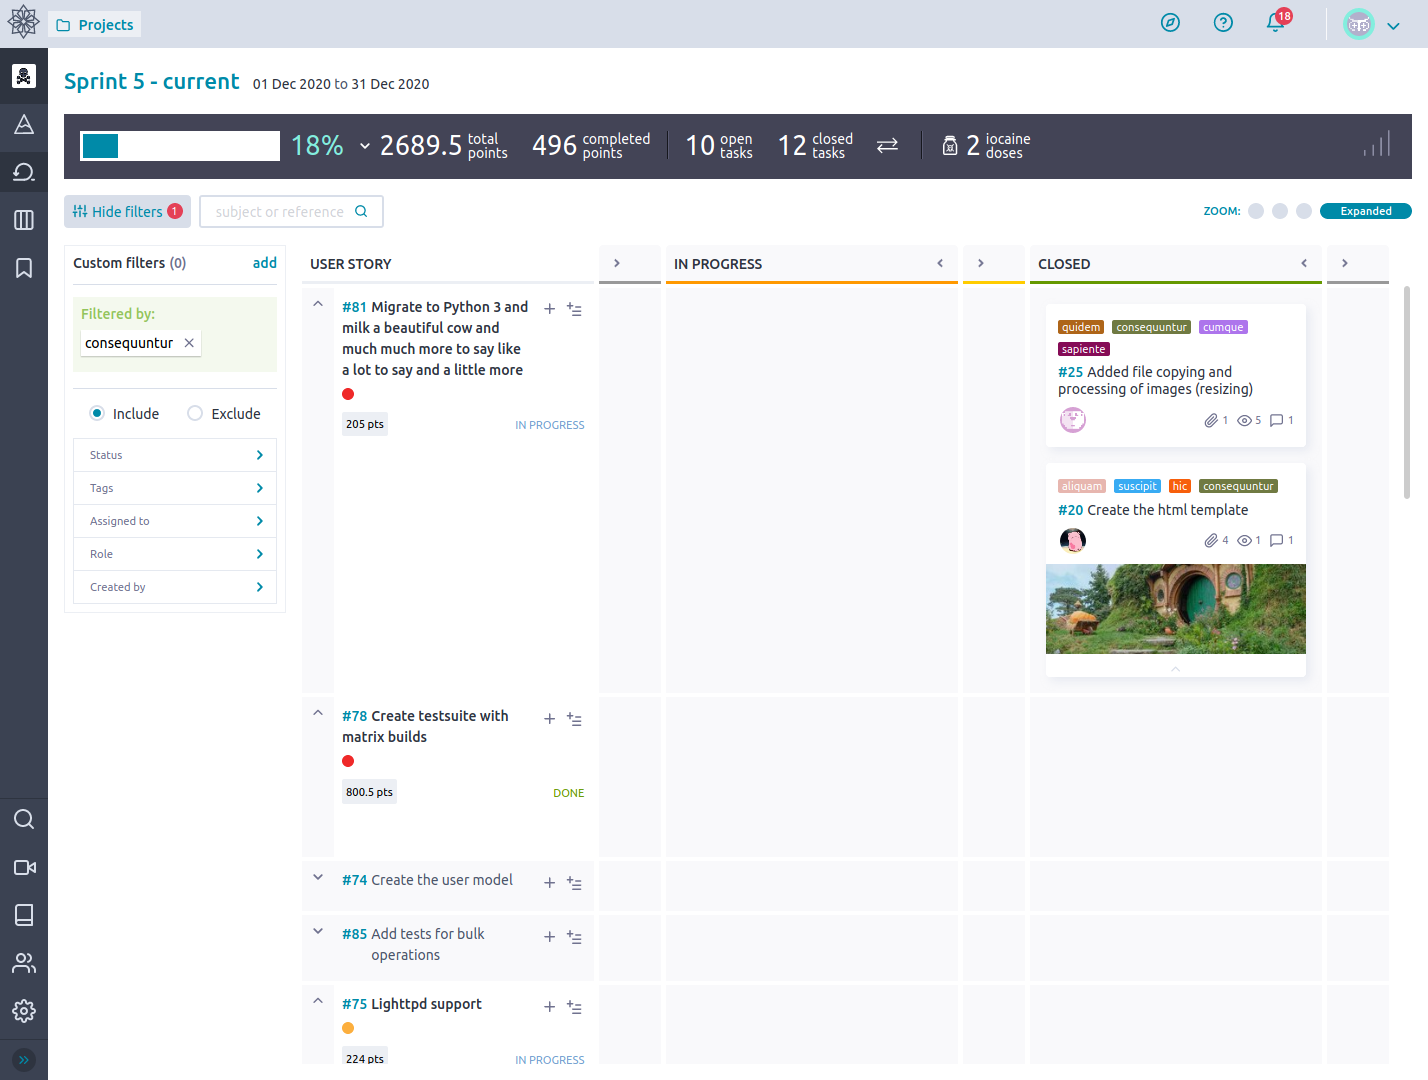 Projects
18
Sprint 5 - current 01 Dec 2020 to 31 Dec 2020
18% 2689.5 total points 496 completed points 10 open tasks 12 closed tasks 2 iocaine doses
Hide filters 1 subject or reference
ZOOM: Expanded
Custom filters (0) add
Filtered by:
consequuntur
Include Exclude
Status
Tags
Assigned to
Role
Created by
USER STORY IN PROGRESS CLOSED
#81 Migrate to Python 3 and
milk a beautiful cow and
much much more to say like
a lot to say and a little more
205 pts IN PROGRESS
quidem consequuntur cumque
sapiente
#25 Added file copying and
processing of images (resizing)
1 5 1
aliquam suscipit hic consequuntur
#20 Create the html template
4 1 1
#78 Create testsuite with
matrix builds
800.5 pts DONE
#74 Create the user model
#85 Add tests for bulk
operations
#75 Lighttpd support
224 pts IN PROGRESS